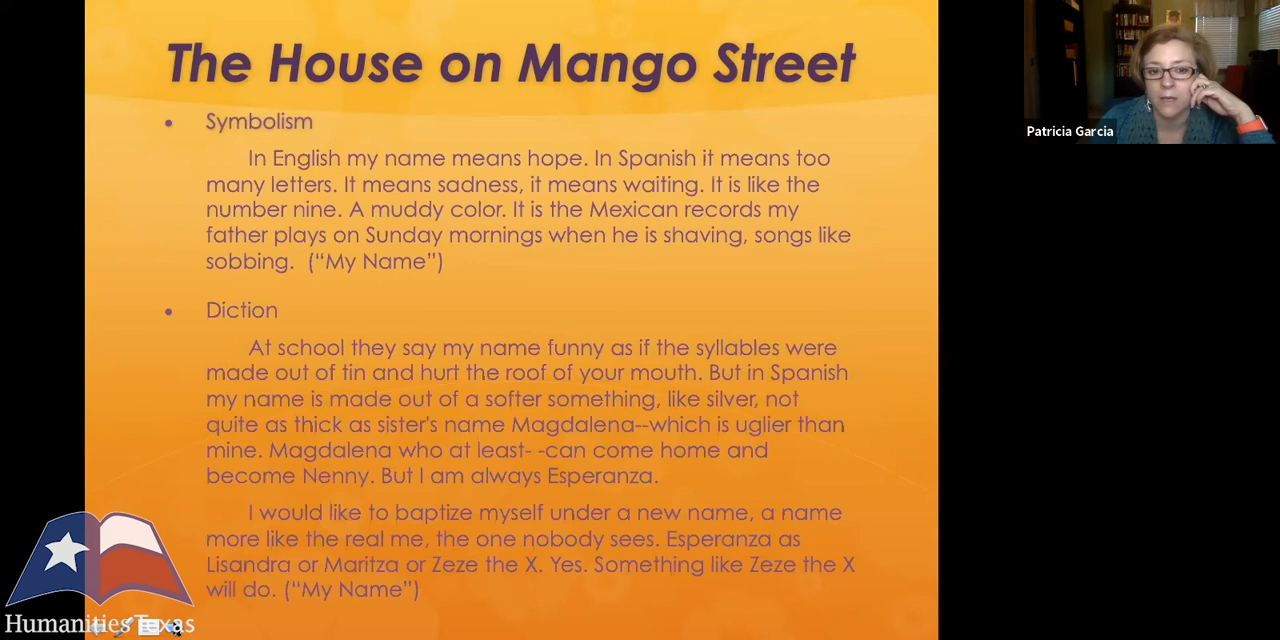 The House on Mango Street
• Symbolism
In English my name means hope. In Spanish it means too
many letters. It means sadness, it means waiting. It is like the
number nine. A muddy color. It is the Mexican records my
father plays on Sunday mornings when he is shaving, songs like
sobbing.  (“My Name”)
• Diction
At school they say my name funny as if the syllables were
made out of tin and hurt the roof of your mouth. But in Spanish
my name is made out of a softer something, like silver, not
quite as thick as sister's name Magdalena--which is uglier than
mine. Magdalena who at least- -can come home and
become Nenny. But I am always Esperanza.
I would like to baptize myself under a new name, a name
more like the real me, the one nobody sees. Esperanza as
Lisandra or Maritza or Zeze the X. Yes. Something like Zeze the X
will do. (“My Name”)
Patricia Garcia
Humanities Texas